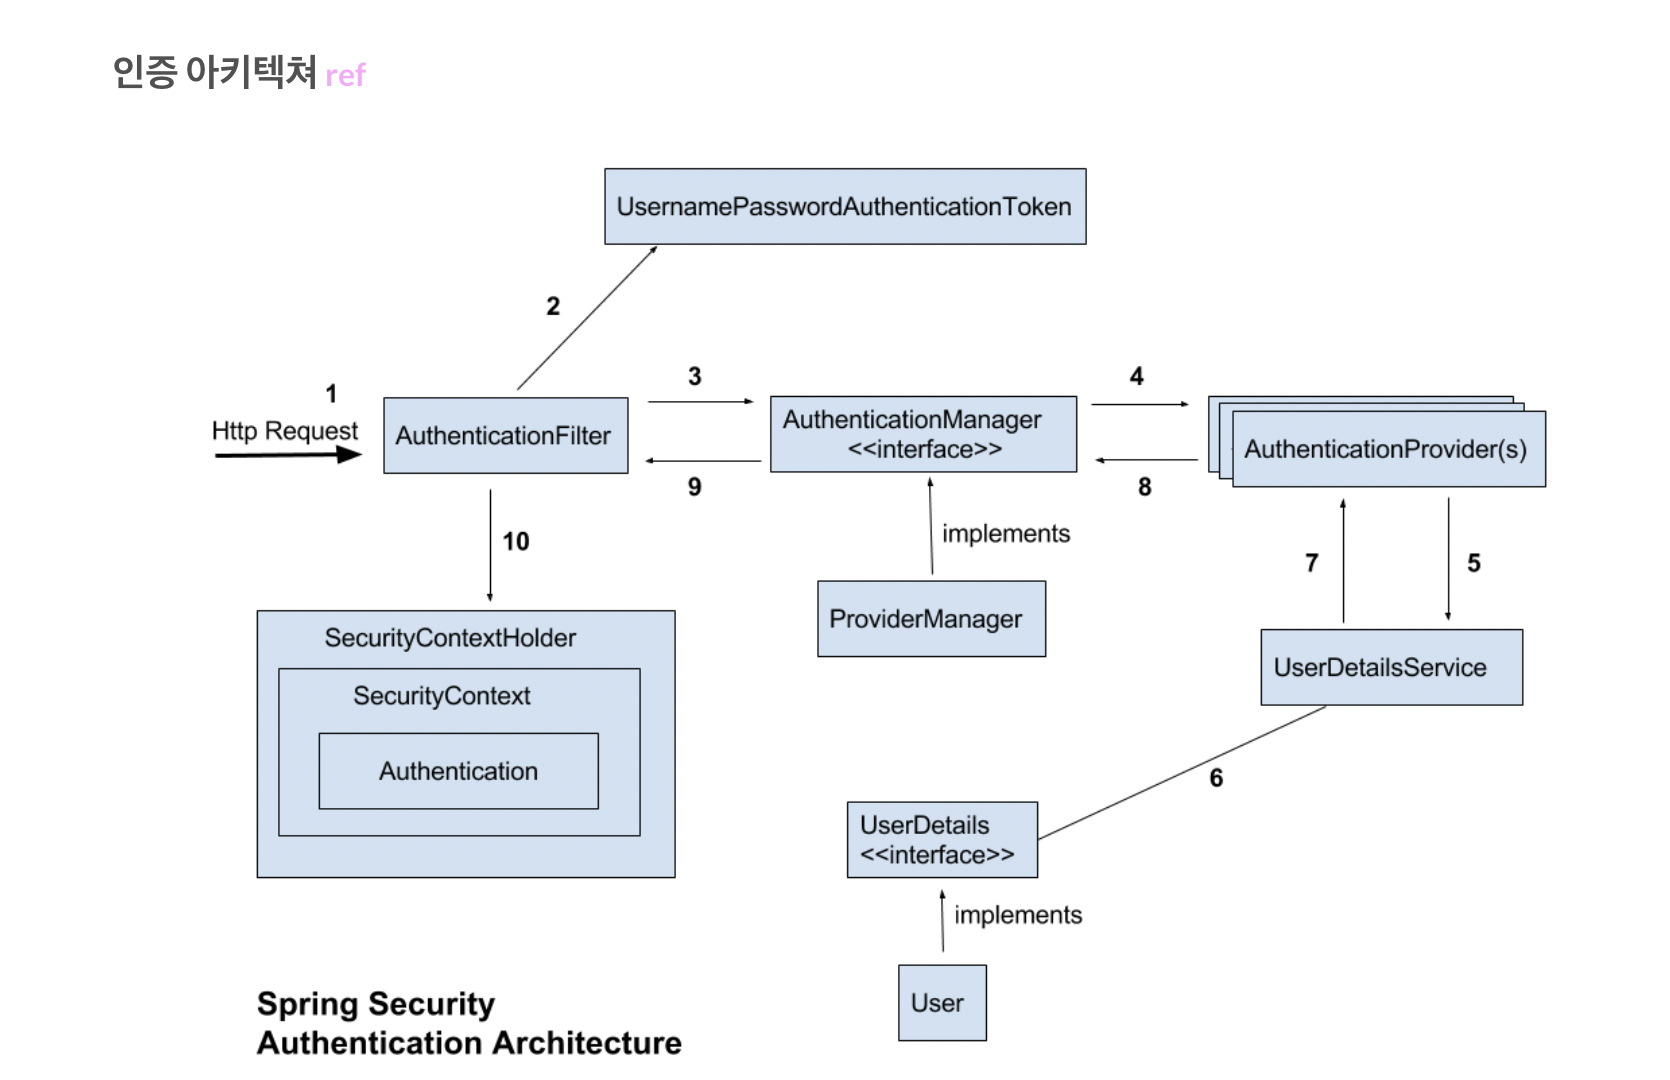 인증 아키텍쳐 ref
UsernamePasswordAuthenticationToken
2
1
3
4
Http Request
AuthenticationFilter
AuthenticationManager
<<interface>>
AuthenticationProvider(s)
9
8
10
implements
7
5
ProviderManager
SecurityContextHolder
UserDetailsService
SecurityContext
Authentication
6
UserDetails
<<interface>>
implements
User
Spring Security
Authentication Architecture